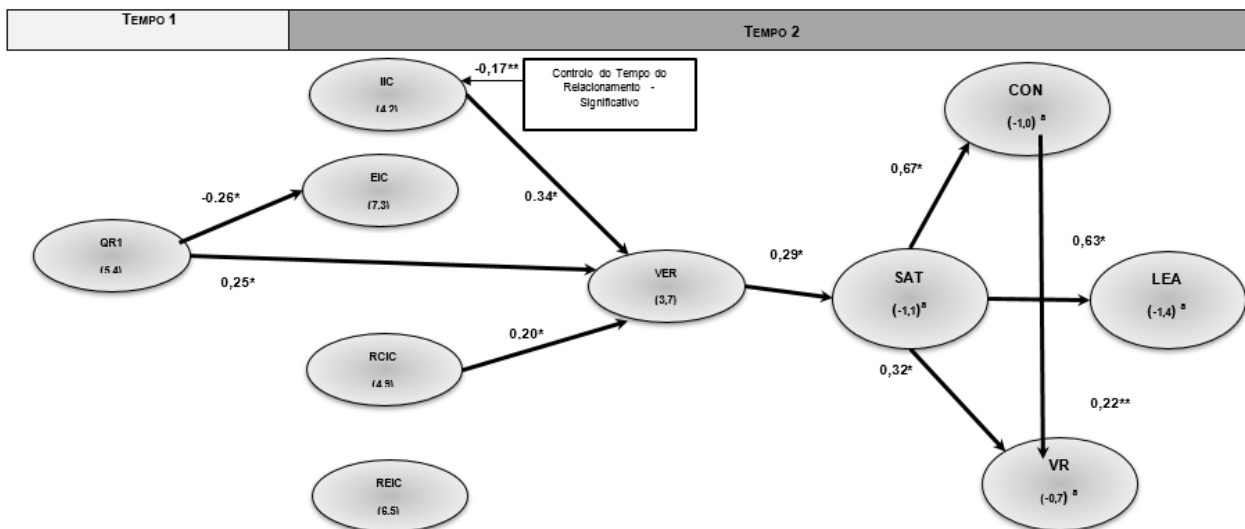 TEMPO 1
TEMPO 2
-0,17**
Controlo do Tempo do
Relacionamento -
Significativo
IIC
(4.2)
CON
(-1,0) a
0,67*
EIC
(7.3)
-0.26*
0.34*
QR1
(5.4)
0,25*
VER
(3,7)
0,29*
SAT
(-1,1) a
0,63*
LEA
(-1,4) a
0.20*
RCIC
(4.9)
0,32*
0,22**
VR
(-0,7) a
REIC
(6.5)